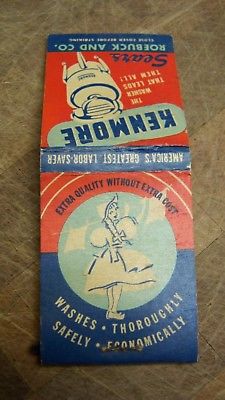 CLOSE COVER BEFORE STRIKING
ROEBUCK AND CO.
Sears
THE
WASHER
THAT LEADS
THEM ALL!
KENMORE
AMERICA'S GREATEST LABOR-SAVER
EXTRA QUALITY WITHOUT EXTRA COST
WASHES • THOROUGHLY
SAFELY • ECONOMICALLY